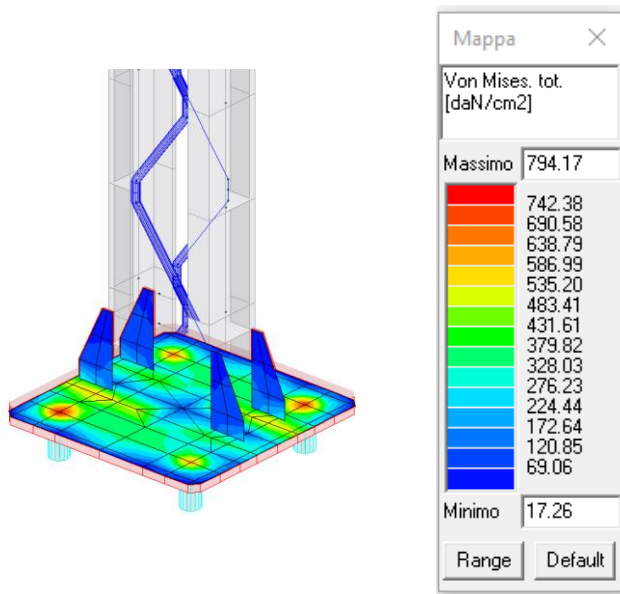 Mappa
Von Mises. tot.
[daN/cm2]
Massimo 794.17
742.38
690.58
638.79
586.99
535.20
483.41
431.61
379.82
328.03
276.23
224.44
172.64
120.85
69.06
Minimo 17.26
Range Default